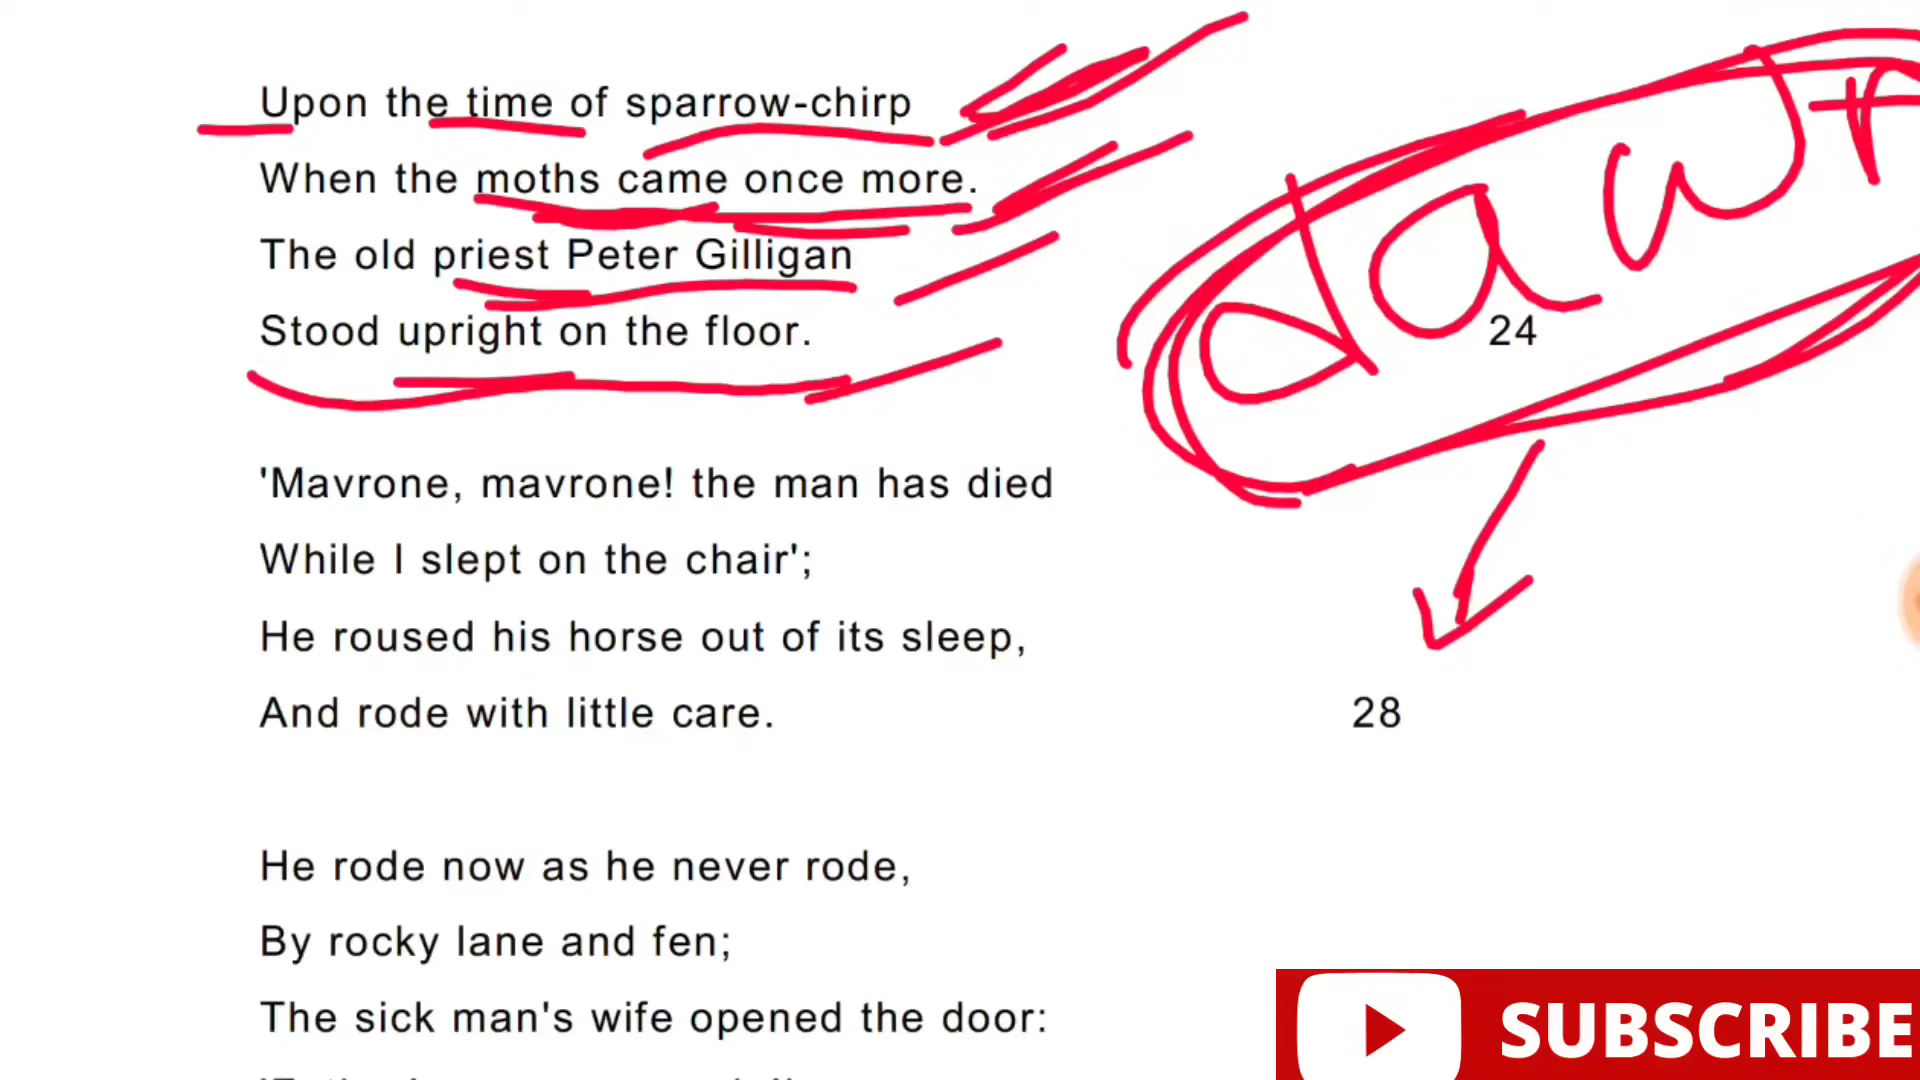 Upon the time of sparrow-chirp
When the moths came once more.
The old priest Peter Gilligan
Stood upright on the floor.
24
'Mavrone, mavrone! the man has died
While I slept on the chair';
He roused his horse out of its sleep,
And rode with little care.
28
He rode now as he never rode,
By rocky lane and fen;
The sick man's wife opened the door:
SUBSCRIBE